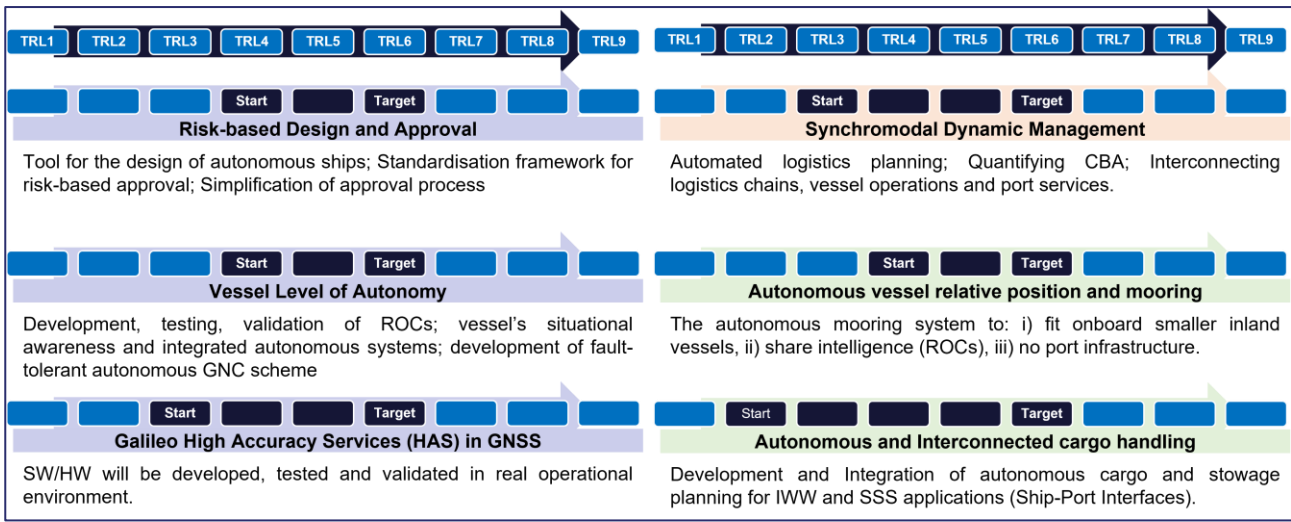 TRL1 TRL2 TRL3 TRL4 TRL5 TRL6 TRL7 TRL8 TRL9
Start Target
Risk-based Design and Approval
Tool for the design of autonomous ships; Standardisation framework for
risk-based approval; Simplification of approval process
Start Target
Vessel Level of Autonomy
Development, testing, validation of ROCs; vessel's situational
awareness and integrated autonomous systems; development of fault-
tolerant autonomous GNC scheme
Start Target
Galileo High Accuracy Services (HAS) in GNSS
SW/HW will be developed, tested and validated in real operational
environment.
TRL1 TRL2 TRL3 TRL4 TRL5 TRL6 TRL7 TRL8 TRL9
Start Target
Synchromodal Dynamic Management
Automated logistics planning; Quantifying CBA; Interconnecting
logistics chains, vessel operations and port services.
Start Target
Autonomous vessel relative position and mooring
The autonomous mooring system to: i) fit onboard smaller inland
vessels, ii) share intelligence (ROCs), iii) no port infrastructure.
Start Target
Autonomous and Interconnected cargo handling
Development and Integration of autonomous cargo and stowage
planning for IWW and SSS applications (Ship-Port Interfaces).